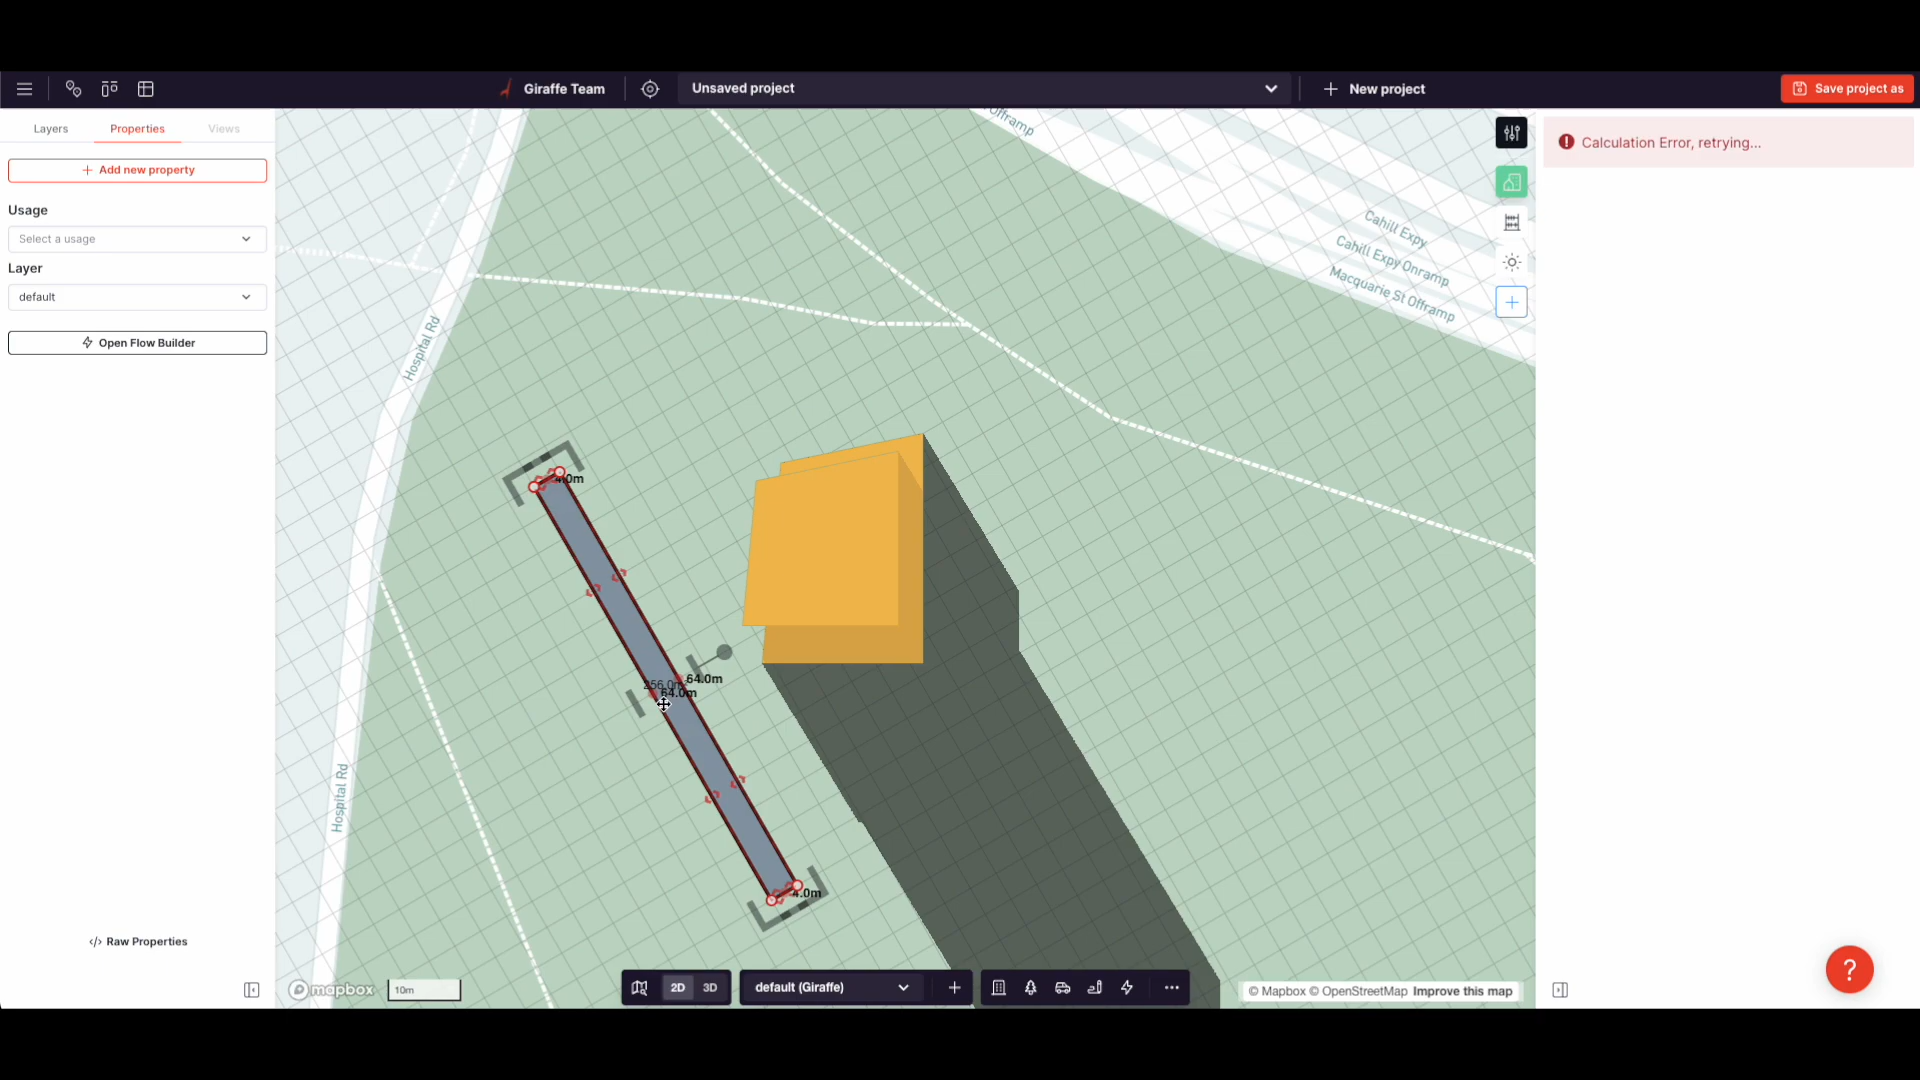 Giraffe Team
Unsaved project
New project
Save project as
Layers
Properties
Views
Add new property
Usage
Select a usage
Layer
default
Open Flow Builder
Raw Properties
Offramp
Cahill Expy
Cahill Expy Onramp
Macquarie St Offramp
Hospital Rd
Hospital Rd
4.0m
64.0m
256.0m
64.0m
4.0m
Calculation Error, retrying...
mapbox
10m
2D
3D
default (Giraffe)
© Mapbox © OpenStreetMap Improve this map
?